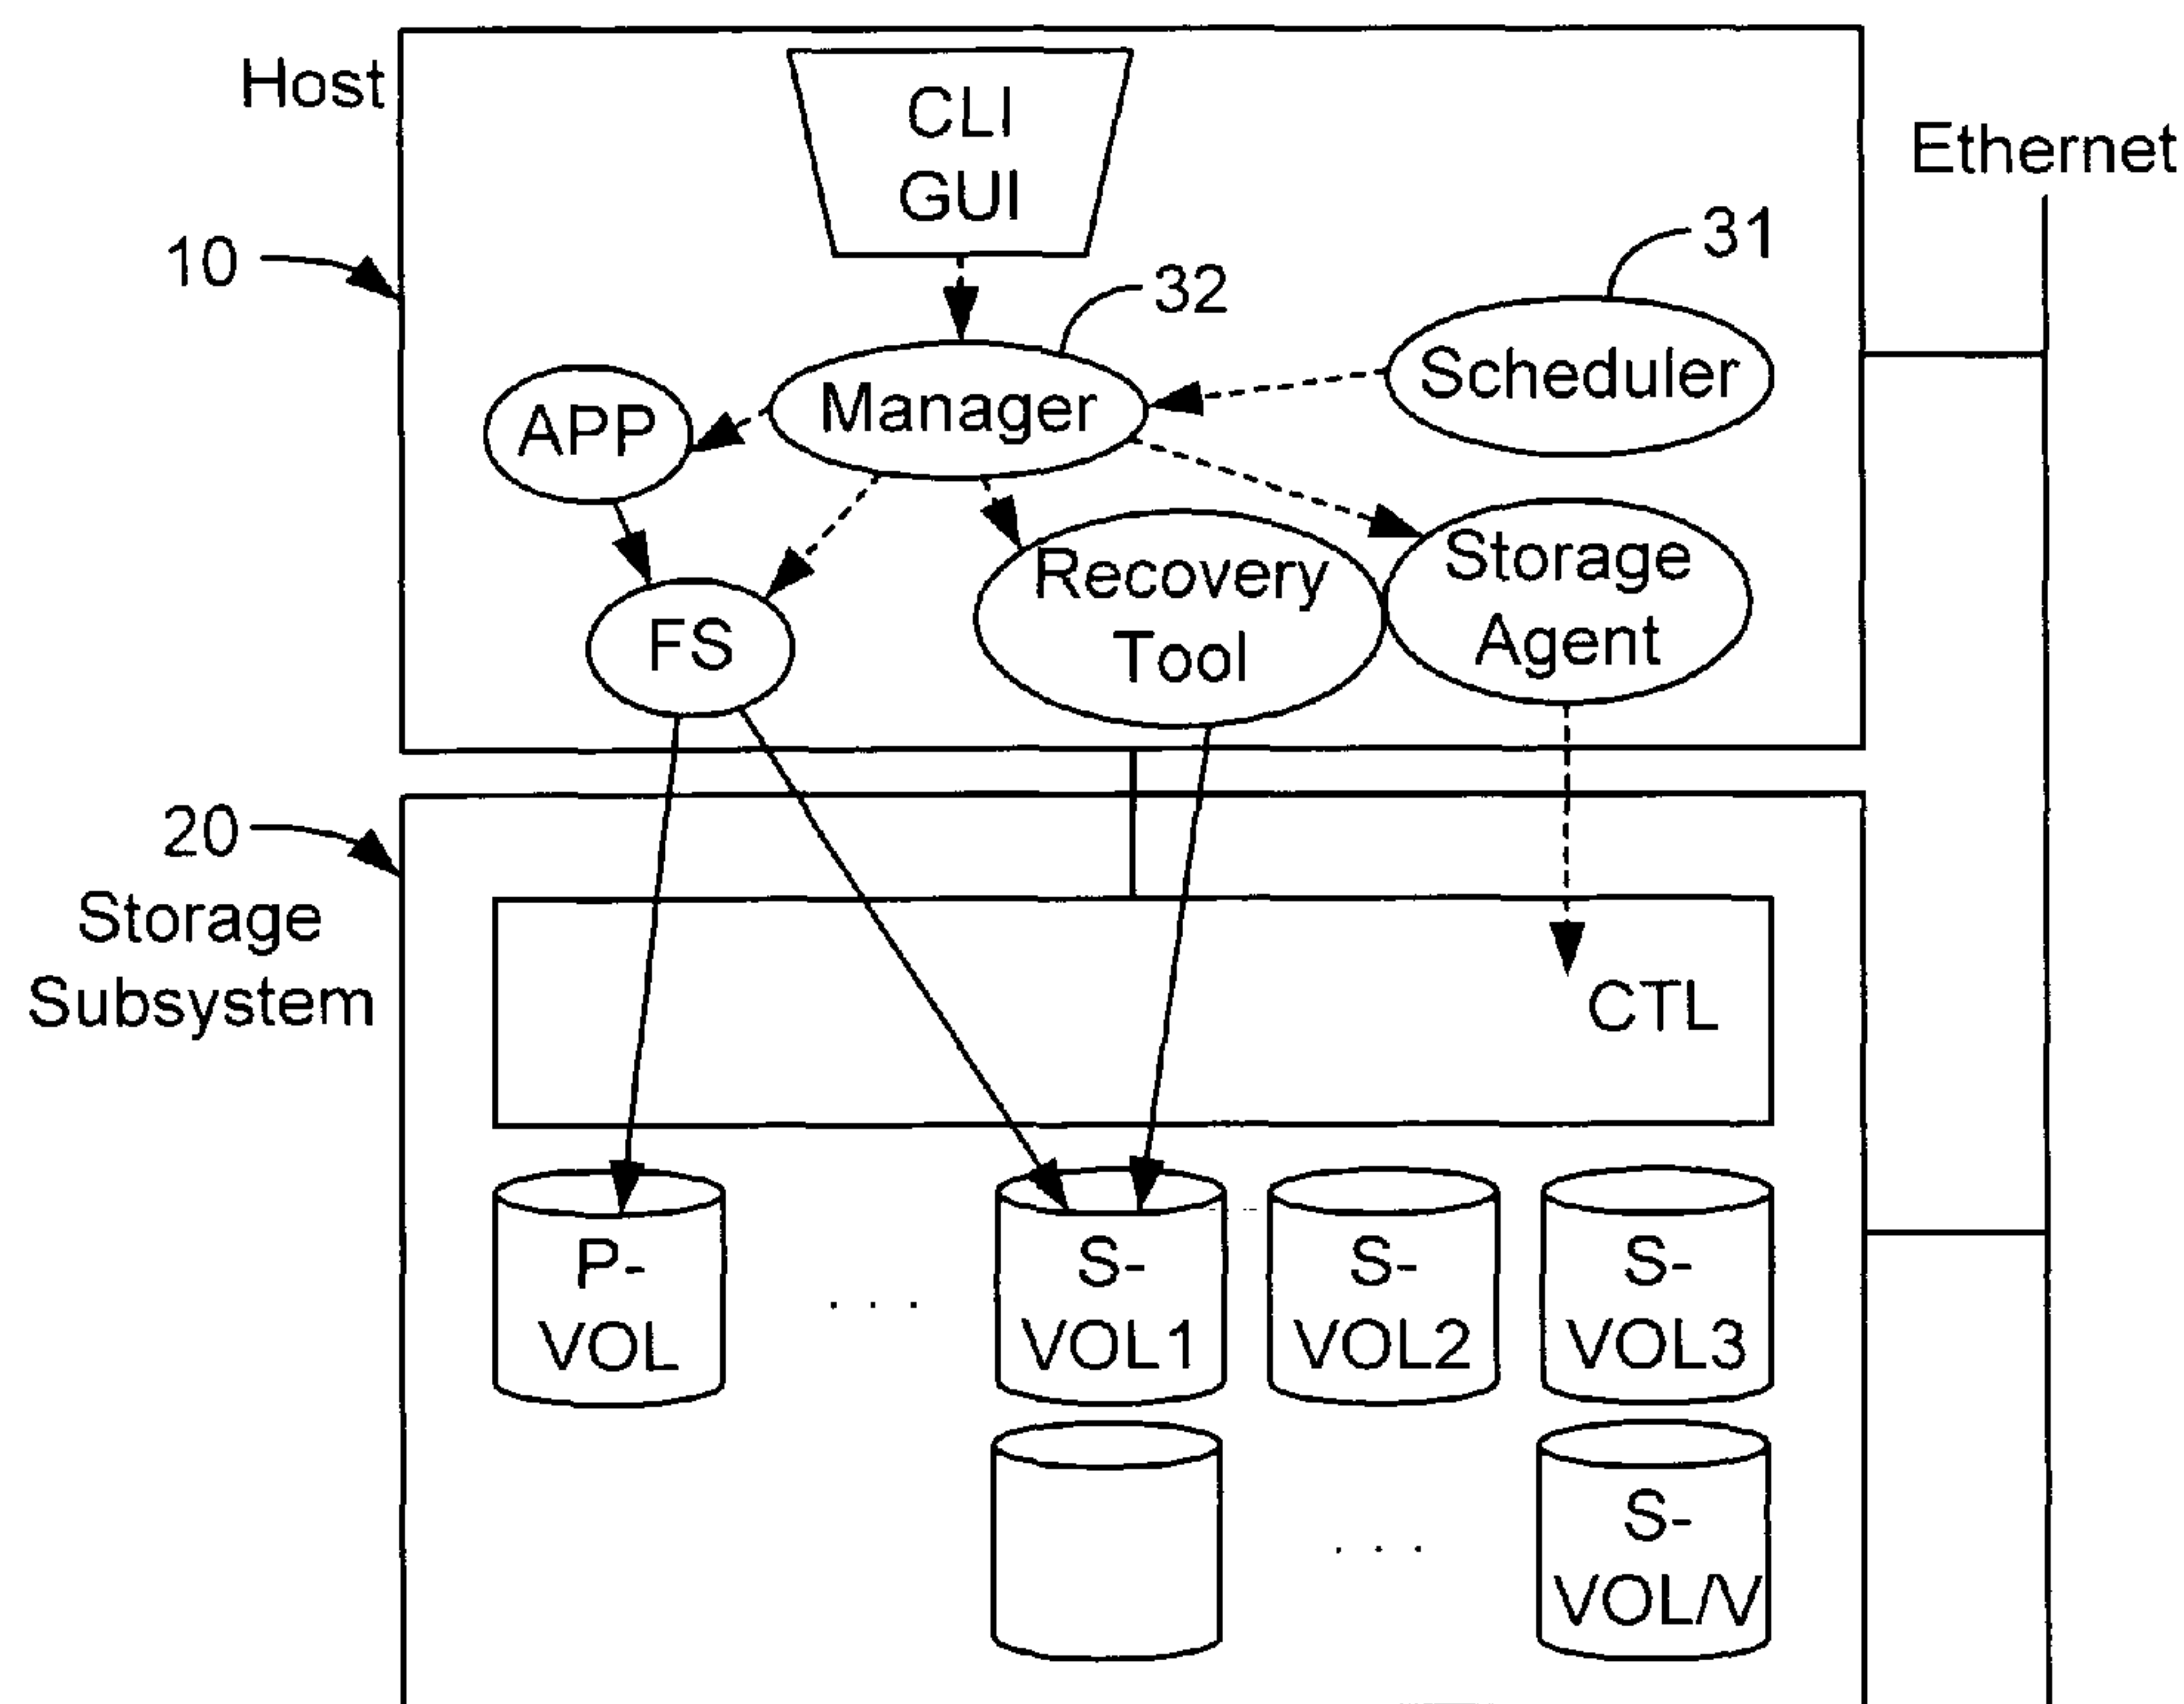 Host
CLI
GUI
Ethernet
10
32
31
APP
Manager
Scheduler
FS
Recovery
Tool
Storage
Agent
20
Storage
Subsystem
CTL
P-
VOL
. . .
S-
VOL1
S-
VOL2
S-
VOL3
. . .
S-
VOL/V